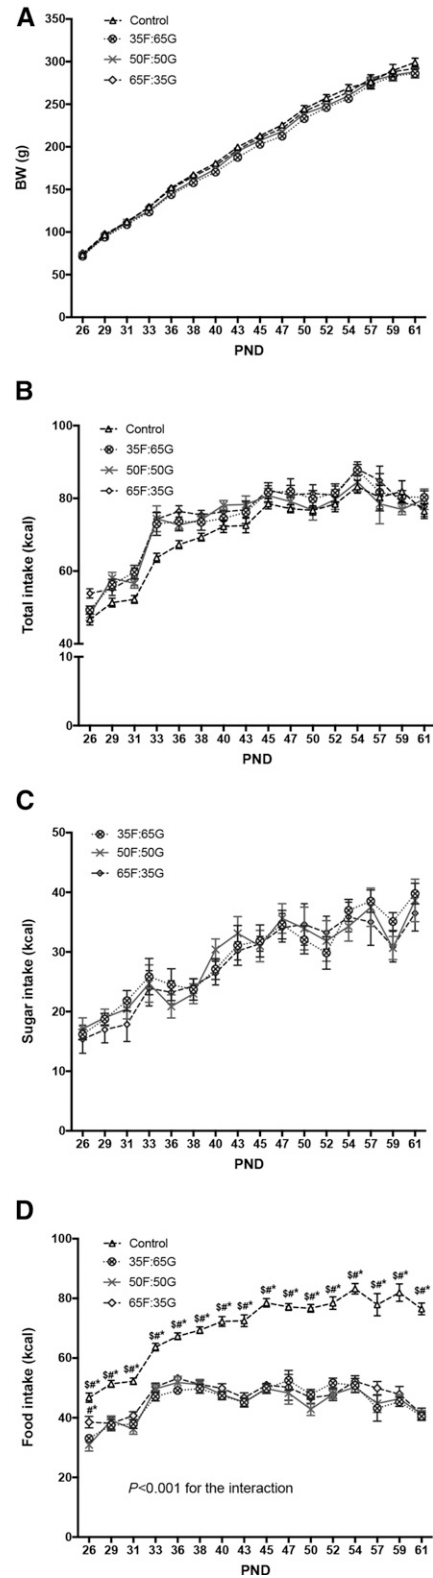 A
Control
35F:65G
50F:50G
65F:35G
350
300
250
200
150
100
50
0
BW (g)
26 29 31 33 36 38 40 43 45 47 50 52 54 57 59 61
PND
B
Control
35F:65G
50F:50G
65F:35G
100
80
60
40
10
0
Total intake (kcal)
26 29 31 33 36 38 40 43 45 47 50 52 54 57 59 61
PND
C
35F:65G
50F:50G
65F:35G
50
40
30
20
10
0
Sugar intake (kcal)
26 29 31 33 36 38 40 43 45 47 50 52 54 57 59 61
PND
D
Control
35F:65G
50F:50G
65F:35G
100
80
60
40
20
0
Food intake (kcal)
$#* $#* $#* $#* $#* $#* $#* $#* $#* $#* $#* $#* $#* $#* $#* $#*
#*
P<0.001 for the interaction
26 29 31 33 36 38 40 43 45 47 50 52 54 57 59 61
PND